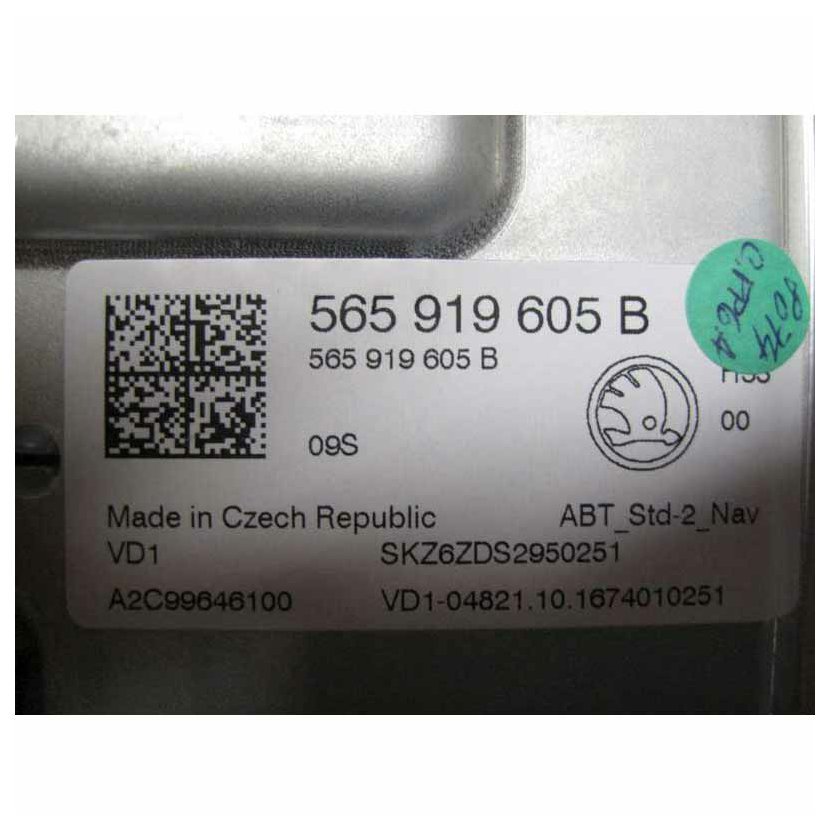 565 919 605 B
565 919 605 B
09S
00
Made in Czech Republic
ABT_Std-2_Nav
VD1
SKZ6ZDS2950251
A2C99646100
VD1-04821.10.1674010251
8074